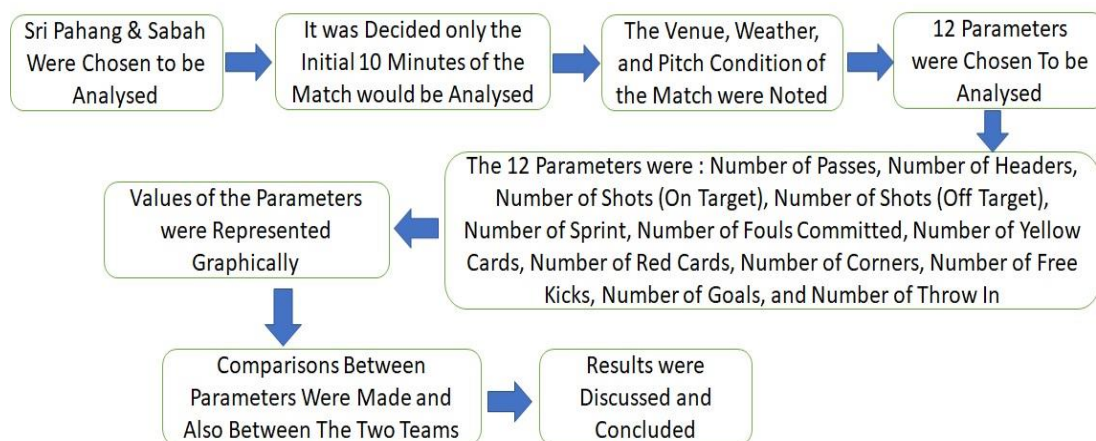 Sri Pahang & Sabah
Were Chosen to be
Analysed
It was Decided only the
Initial 10 Minutes of the
Match would be Analysed
The Venue, Weather,
and Pitch Condition of
the Match were Noted
12 Parameters
were Chosen To be
Analysed
The 12 Parameters were : Number of Passes, Number of Headers,
Number of Shots (On Target), Number of Shots (Off Target),
Number of Sprint, Number of Fouls Committed, Number of Yellow
Cards, Number of Red Cards, Number of Corners, Number of Free
Kicks, Number of Goals, and Number of Throw In
Values of the Parameters
were Represented
Graphically
Comparisons Between
Parameters Were Made and
Also Between The Two Teams
Results were
Discussed and
Concluded